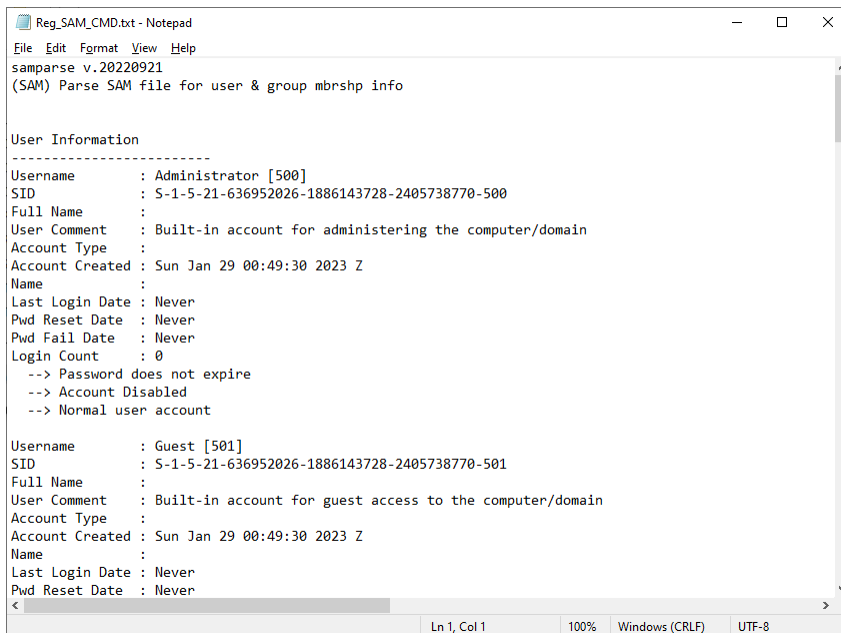 Reg_SAM_CMD.txt - Notepad
File Edit Format View Help
samparse v.20220921
(SAM) Parse SAM file for user & group mbrshp info
User Information
-------------------------
Username        : Administrator [500]
SID             : S-1-5-21-636952026-1886143728-2405738770-500
Full Name       :
User Comment    : Built-in account for administering the computer/domain
Account Type    :
Account Created : Sun Jan 29 00:49:30 2023 Z
Name            :
Last Login Date : Never
Pwd Reset Date  : Never
Pwd Fail Date   : Never
Login Count     : 0
  --> Password does not expire
  --> Account Disabled
  --> Normal user account
Username        : Guest [501]
SID             : S-1-5-21-636952026-1886143728-2405738770-501
Full Name       :
User Comment    : Built-in account for guest access to the computer/domain
Account Type    :
Account Created : Sun Jan 29 00:49:30 2023 Z
Name            :
Last Login Date : Never
Pwd Reset Date  : Never
Ln 1, Col 1 100% Windows (CRLF) UTF-8